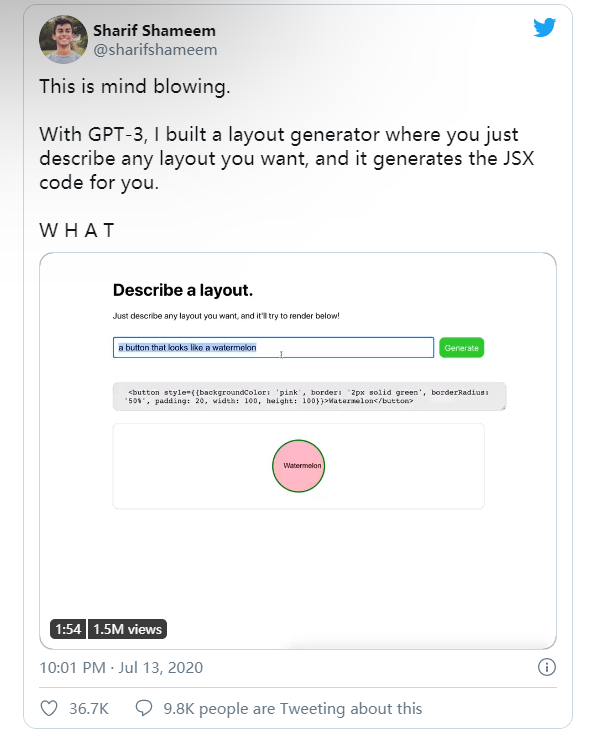 Sharif Shameem
@sharifshameem
This is mind blowing.
With GPT-3, I built a layout generator where you just
describe any layout you want, and it generates the JSX
code for you.
W H A T
Describe a layout.
Just describe any layout you want, and it'll try to render below!
a button that looks like a watermelon
Generate
<button style={{backgroundColor: 'pink', border: '2px solid green', borderRadius:
'50%', padding: 20, width: 100, height: 100}}>Watermelon</button>
Watermelon
1:54 1.5M views
10:01 PM · Jul 13, 2020
36.7K 9.8K people are Tweeting about this